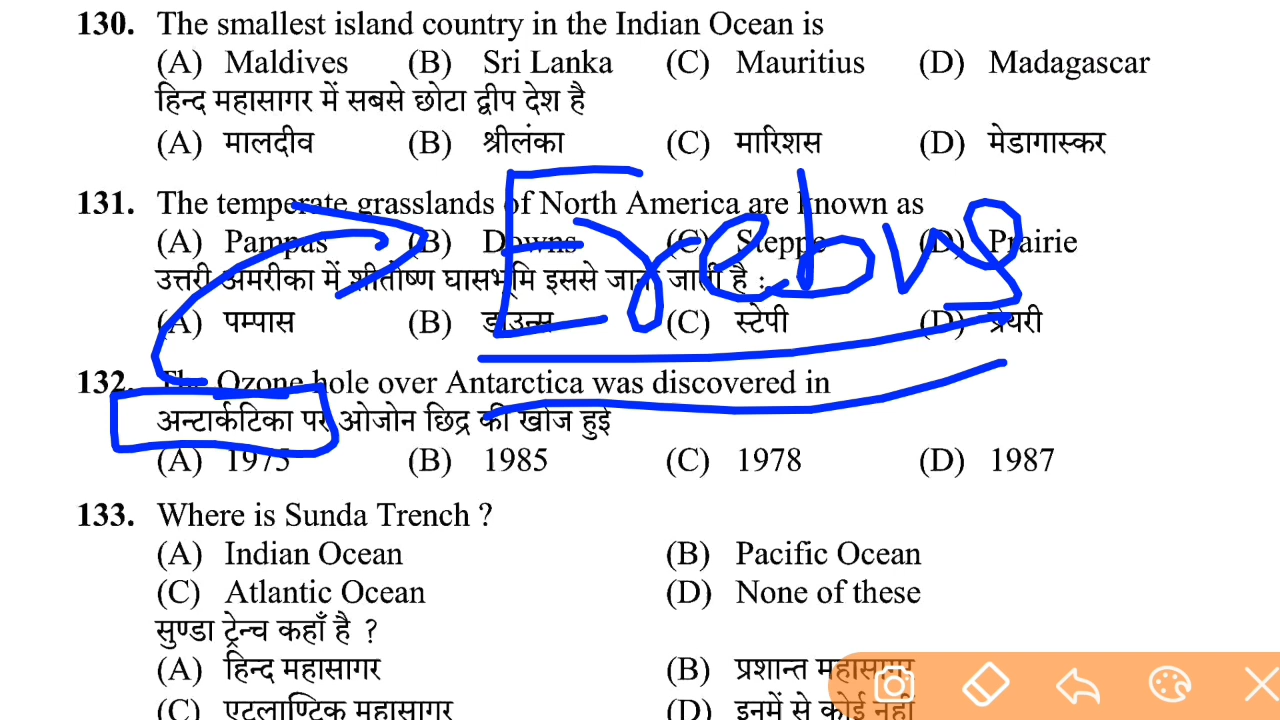 130. The smallest island country in the Indian Ocean is
(A) Maldives (B) Sri Lanka (C) Mauritius (D) Madagascar
हिन्द महासागर में सबसे छोटा द्वीप देश है
(A) मालदीव (B) श्रीलंका (C) मारिशस (D) मेडागास्कर
131. The temperate grasslands of North America are known as
(A) Pampas (B) Downs (C) Steppe (D) Prairie
उत्तरी अमरीका में शीतोष्ण घासभूमि इससे जाना जाती है :
(A) पम्पास (B) डाउन्स (C) स्टेपी (D) प्रेयरी
Erebus
132. The Ozone hole over Antarctica was discovered in
अन्टार्कटिका पर ओजोन छिद्र की खोज हुई
(A) 1975 (B) 1985 (C) 1978 (D) 1987
133. Where is Sunda Trench ?
(A) Indian Ocean (B) Pacific Ocean
(C) Atlantic Ocean (D) None of these
सुण्डा ट्रेन्च कहाँ है ?
(A) हिन्द महासागर (B) प्रशान्त महासागर
(C) एटलाण्टिक महासागर (D) इनमें से कोई नहीं